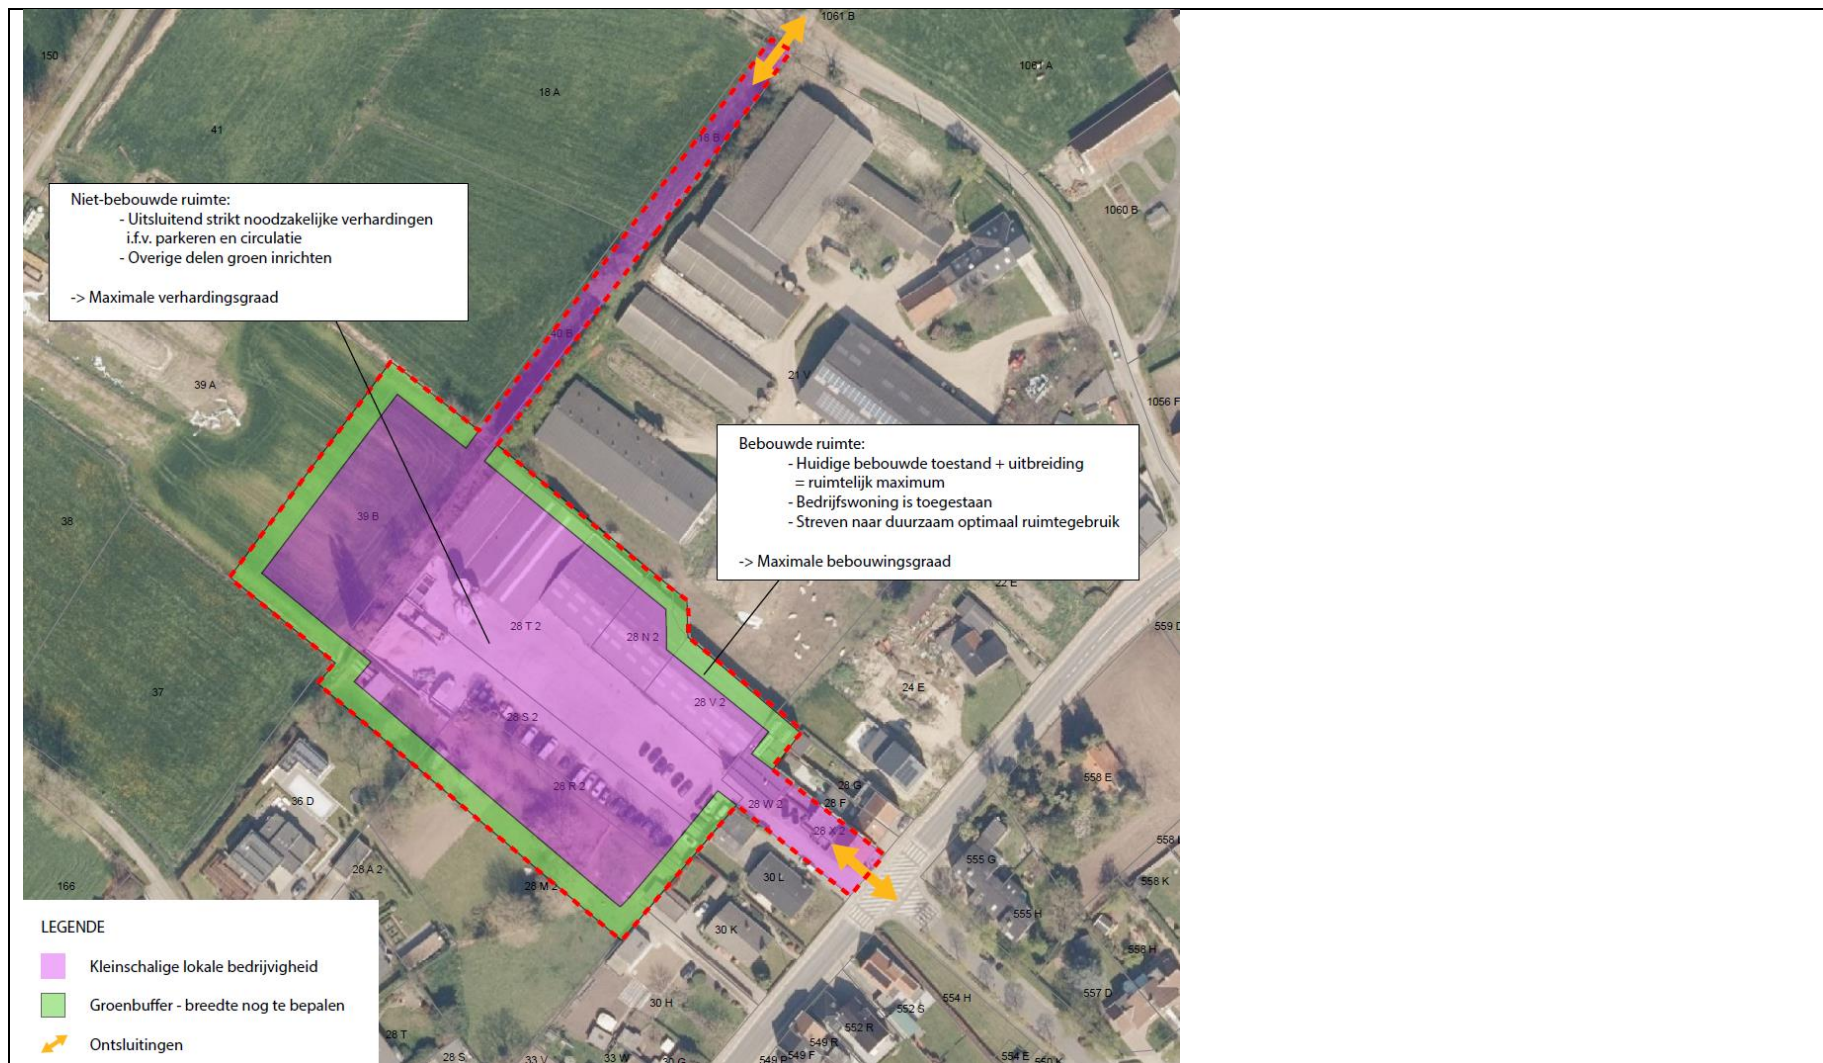 1061 B
150
18 A
1061 A
41
18 B
Niet-bebouwde ruimte:
- Uitsluitend strikt noodzakelijke verhardingen
i.f.v. parkeren en circulatie
- Overige delen groen inrichten
-> Maximale verhardingsgraad
1060 B
40 B
39 A
21 V
1056 F
Bebouwde ruimte:
- Huidige bebouwde toestand + uitbreiding
= ruimtelijk maximum
- Bedrijfswoning is toegestaan
- Streven naar duurzaam optimaal ruimtegebruik
-> Maximale bebouwingsgraad
38
39 B
22 E
28 T 2
28 N 2
559 D
37
24 E
28 V 2
28 S 2
558 E
28 R 2
28 G
28 W 2
28 F
36 D
28 X 2
558
555 G
28 A 2
30 L
558 K
166
28 M 2
555 H
30 K
558 H
LEGENDE
Kleinschalige lokale bedrijvigheid
Groenbuffer - breedte nog te bepalen
Ontsluitingen
557 D
554 H
30 H
552 S
552 R
28 T
549 R
28 S
33 V
33 W
30 G
549 F
554 E